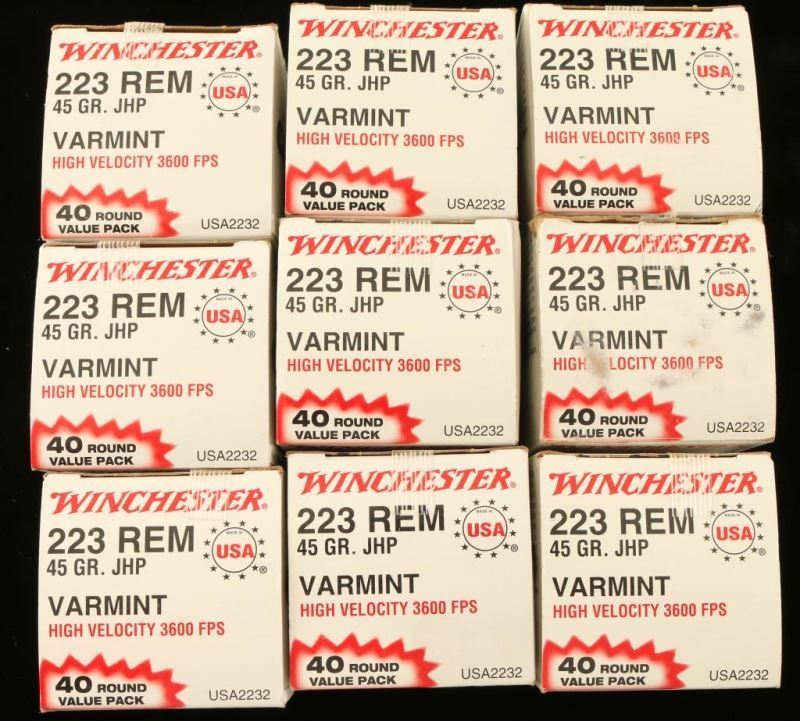 WINCHESTER®
223 REM
45 GR. JHP
MADE IN
USA
®
VARMINT
HIGH VELOCITY 3600 FPS
40 ROUND
VALUE PACK
USA2232
WINCHESTER®
223 REM
45 GR. JHP
MADE IN
USA
®
VARMINT
HIGH VELOCITY 3600 FPS
40 ROUND
VALUE PACK
USA2232
WINCHESTER®
223 REM
45 GR. JHP
MADE IN
USA
®
VARMINT
HIGH VELOCITY 3600 FPS
40 ROUND
VALUE PACK
USA2232
WINCHESTER®
223 REM
45 GR. JHP
MADE IN
USA
®
VARMINT
HIGH VELOCITY 3600 FPS
40 ROUND
VALUE PACK
USA2232
WINCHESTER®
223 REM
45 GR. JHP
MADE IN
USA
®
VARMINT
HIGH VELOCITY 3600 FPS
40 ROUND
VALUE PACK
USA2232
WINCHESTER®
223 REM
45 GR. JHP
MADE IN
USA
®
VARMINT
HIGH VELOCITY 3600 FPS
40 ROUND
VALUE PACK
USA2232
WINCHESTER®
223 REM
45 GR. JHP
MADE IN
USA
®
VARMINT
HIGH VELOCITY 3600 FPS
40 ROUND
VALUE PACK
USA2232
WINCHESTER®
223 REM
45 GR. JHP
MADE IN
USA
®
VARMINT
HIGH VELOCITY 3600 FPS
40 ROUND
VALUE PACK
USA2232
WINCHESTER®
223 REM
45 GR. JHP
MADE IN
USA
®
VARMINT
HIGH VELOCITY 3600 FPS
40 ROUND
VALUE PACK
USA2232